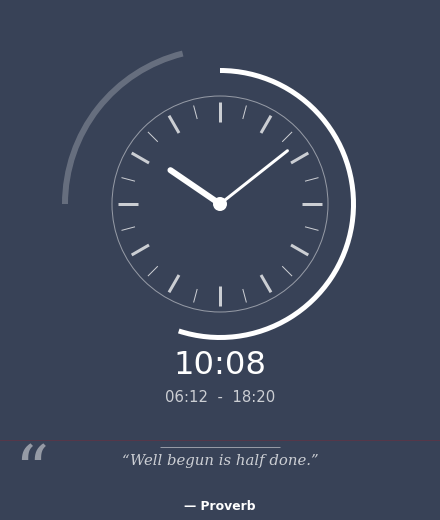 10:08
06:12 - 18:20
“
“Well begun is half done.”
— Proverb